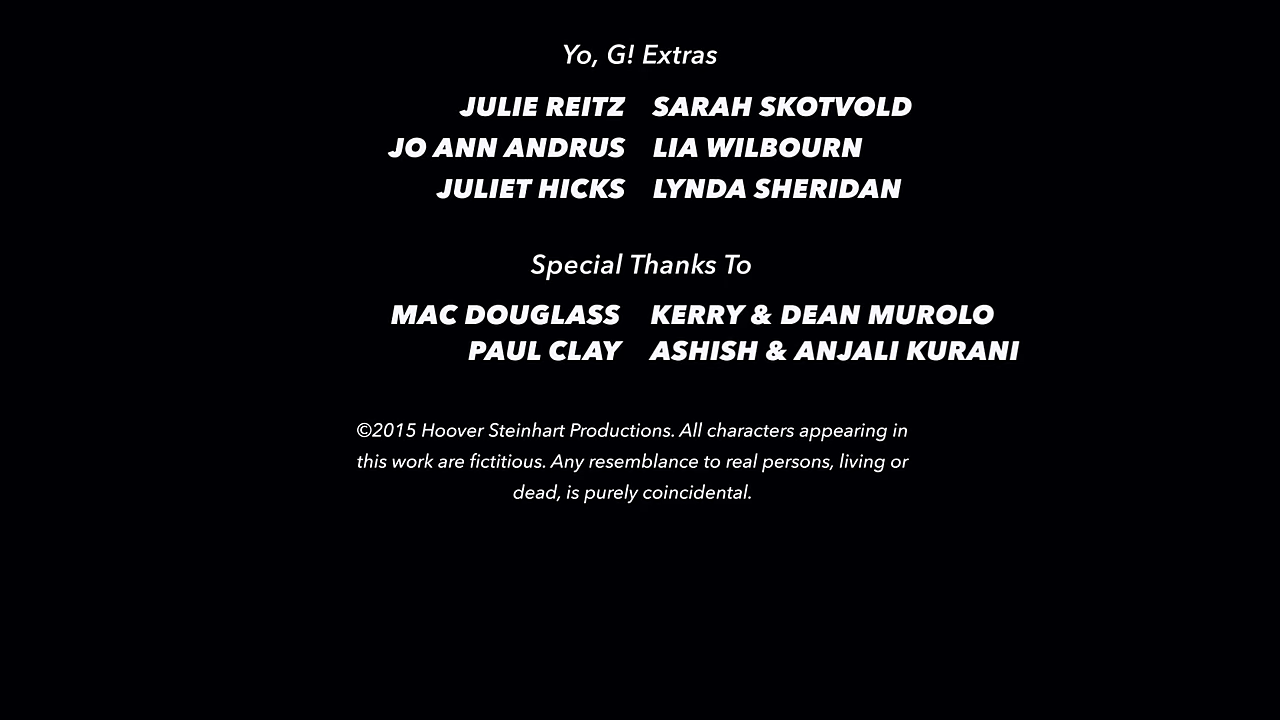 Yo, G! Extras
JULIE REITZ SARAH SKOTVOLD
JO ANN ANDRUS LIA WILBOURN
JULIET HICKS LYNDA SHERIDAN
Special Thanks To
MAC DOUGLASS KERRY & DEAN MUROLO
PAUL CLAY ASHISH & ANJALI KURANI
©2015 Hoover Steinhart Productions. All characters appearing in
this work are fictitious. Any resemblance to real persons, living or
dead, is purely coincidental.